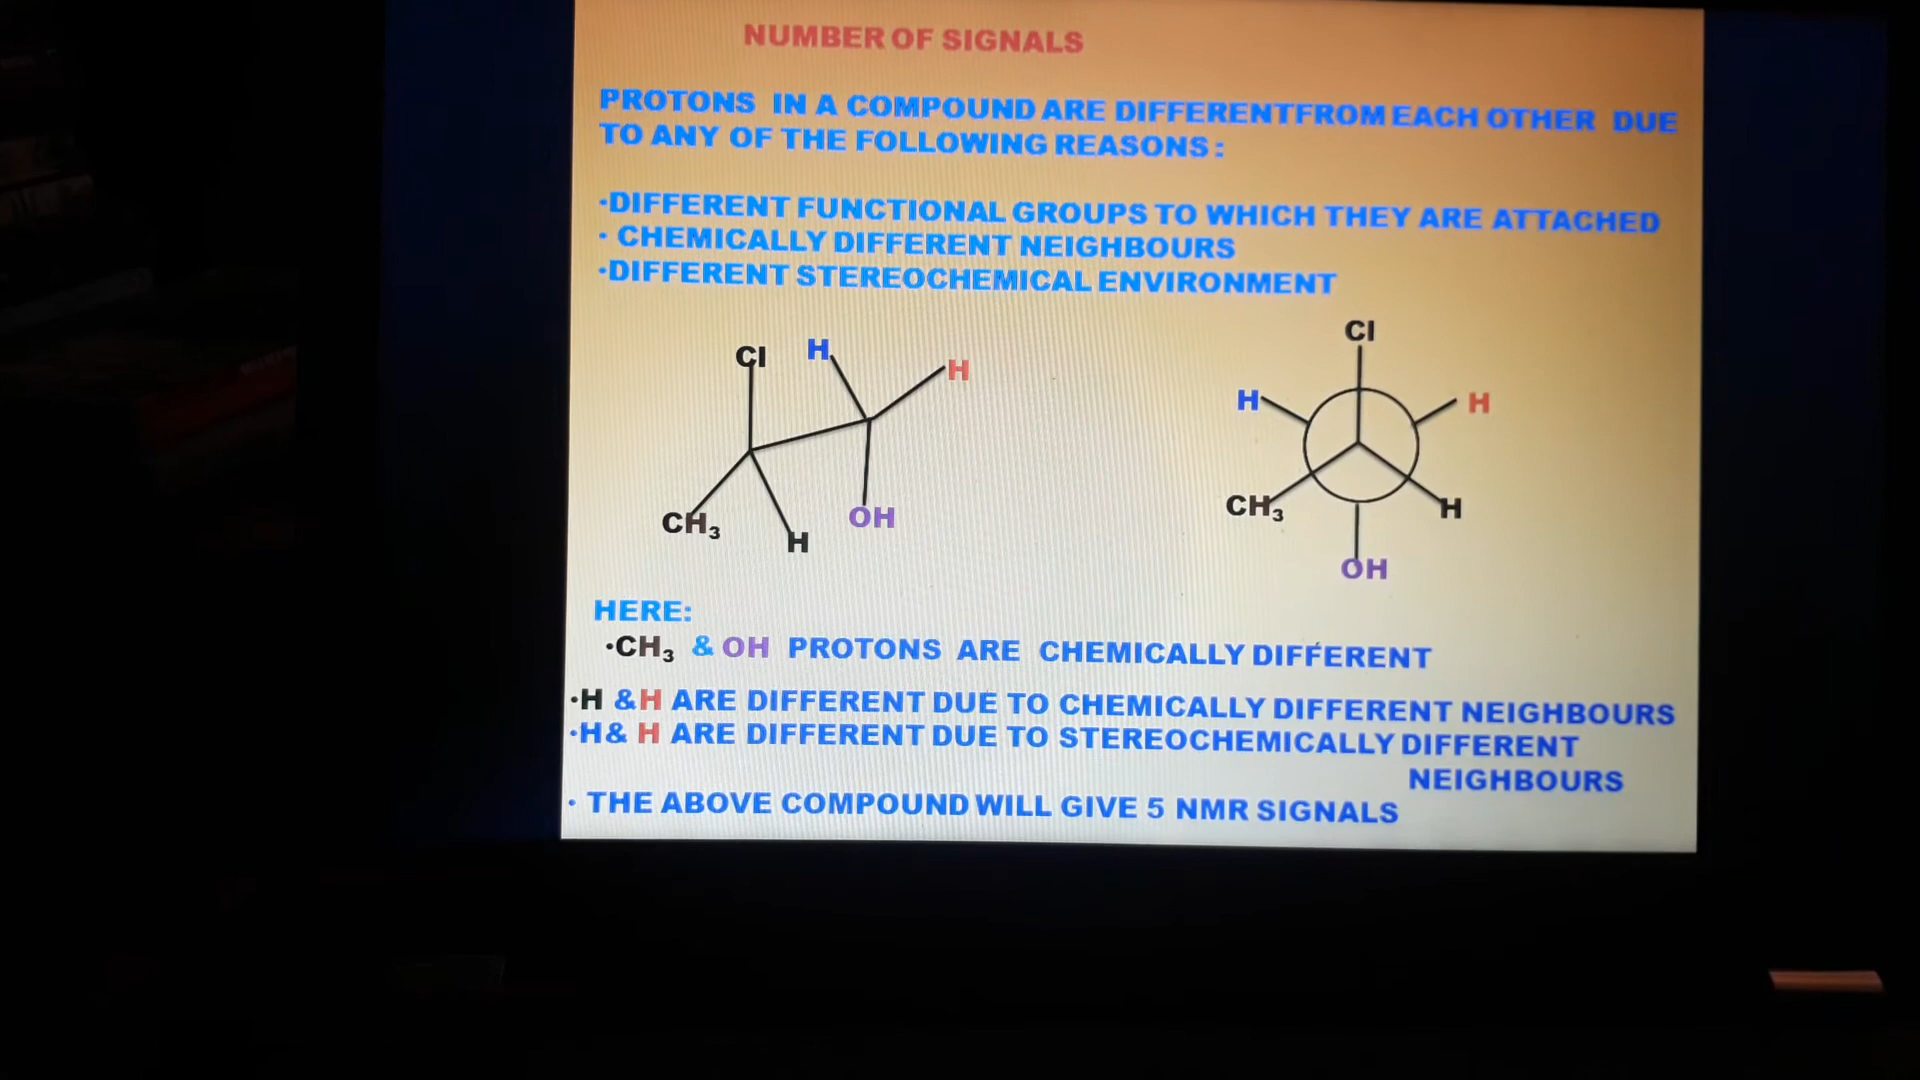 NUMBER OF SIGNALS
PROTONS IN A COMPOUND ARE DIFFERENTFROM EACH OTHER DUE
TO ANY OF THE FOLLOWING REASONS :
•DIFFERENT FUNCTIONAL GROUPS TO WHICH THEY ARE ATTACHED
• CHEMICALLY DIFFERENT NEIGHBOURS
•DIFFERENT STEREOCHEMICAL ENVIRONMENT
Cl H H
CH₃ H OH
Cl
H H
CH₃ H
OH
HERE:
•CH₃ & OH PROTONS ARE CHEMICALLY DIFFERENT
•H &H ARE DIFFERENT DUE TO CHEMICALLY DIFFERENT NEIGHBOURS
•H& H ARE DIFFERENT DUE TO STEREOCHEMICALLY DIFFERENT
NEIGHBOURS
• THE ABOVE COMPOUND WILL GIVE 5 NMR SIGNALS